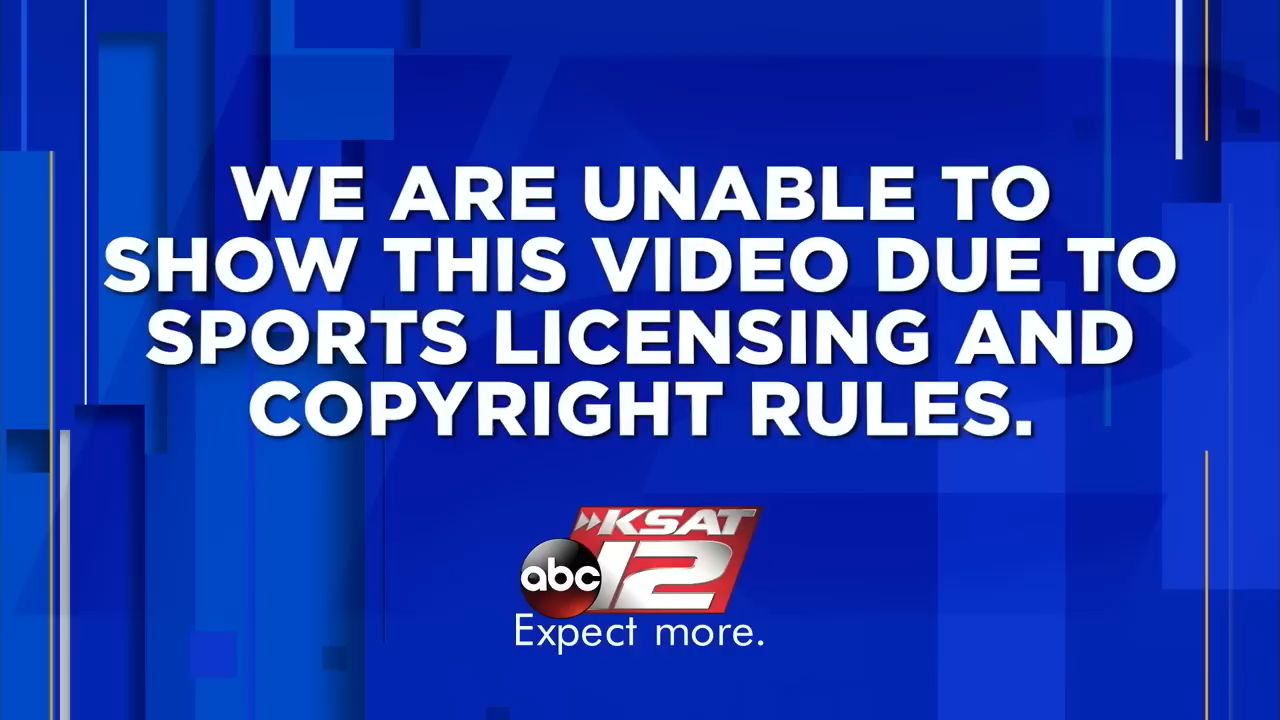 WE ARE UNABLE TO
SHOW THIS VIDEO DUE TO
SPORTS LICENSING AND
COPYRIGHT RULES.
KSAT
abc 12
Expect more.